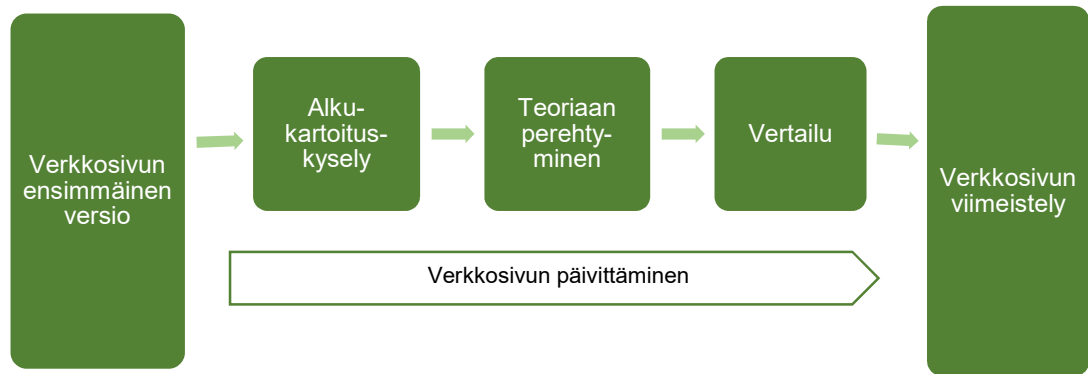 Verkkosivun
ensimmäinen
versio
Alku-
kartoitus-
kysely
Teoriaan
perehty-
minen
Vertailu
Verkkosivun
viimeistely
Verkkosivun päivittäminen